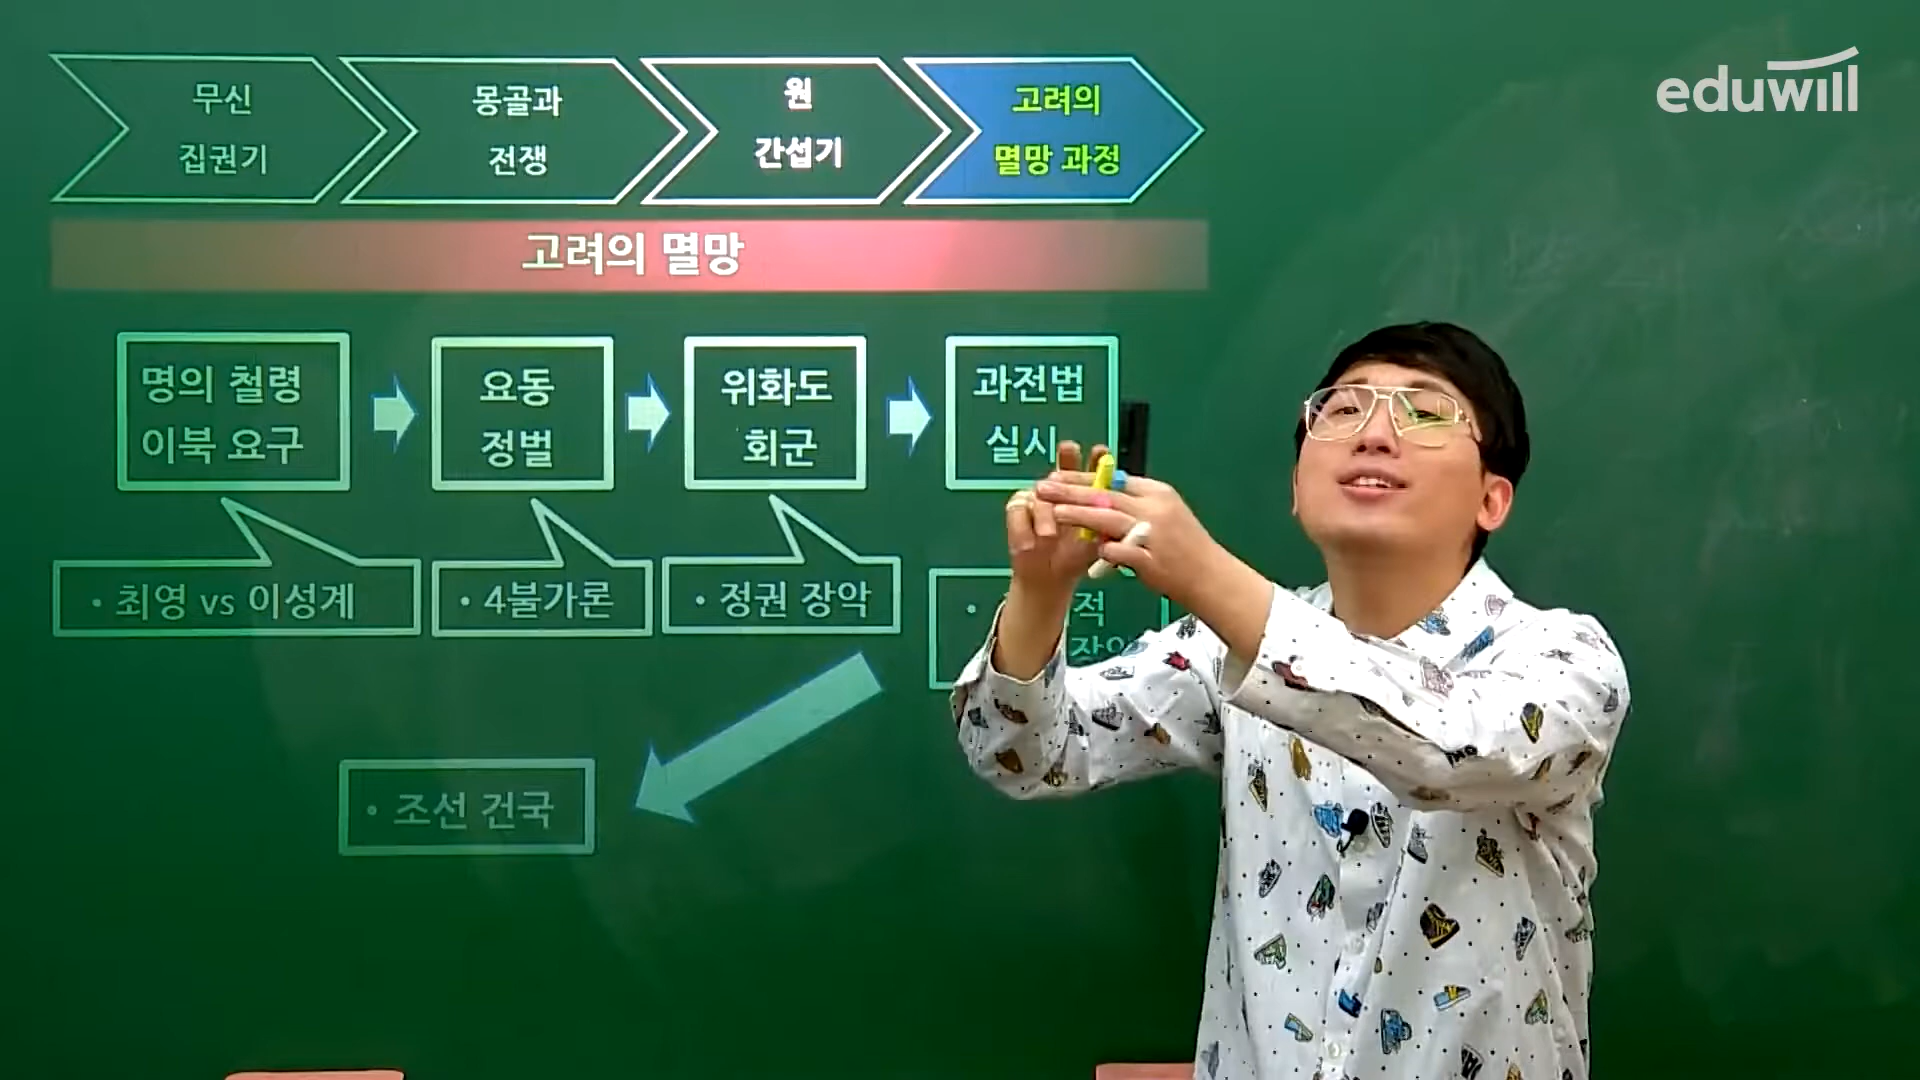 eduwill
무신
집권기
몽골과
전쟁
원
간섭기
고려의
멸망 과정
고려의 멸망
명의 철령
이북 요구
요동
정벌
위화도
회군
과전법
실시
• 최영 vs 이성계
• 4불가론
• 정권 장악
•
• 조선 건국